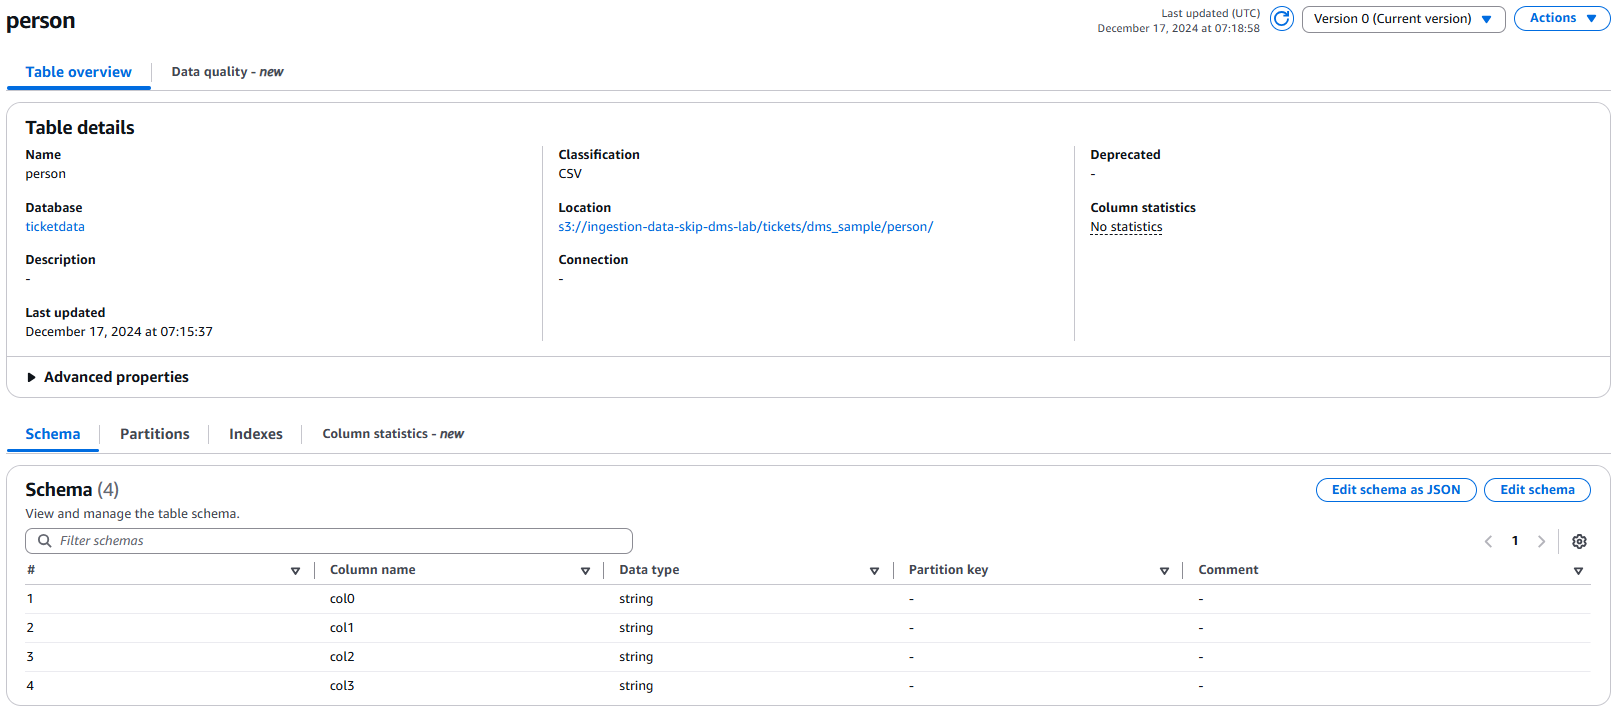 person
Last updated (UTC)
December 17, 2024 at 07:18:58
Version 0 (Current version)
Actions
Table overview
Data quality - new
Table details
Name
person
Classification
CSV
Deprecated
-
Database
ticketdata
Location
s3://ingestion-data-skip-dms-lab/tickets/dms_sample/person/
Column statistics
No statistics
Description
-
Connection
-
Last updated
December 17, 2024 at 07:15:37
Advanced properties
Schema Partitions Indexes Column statistics - new
Schema (4)
View and manage the table schema.
Edit schema as JSON
Edit schema
Filter schemas
1
# Column name Data type Partition key Comment
1 col0 string - -
2 col1 string - -
3 col2 string - -
4 col3 string - -